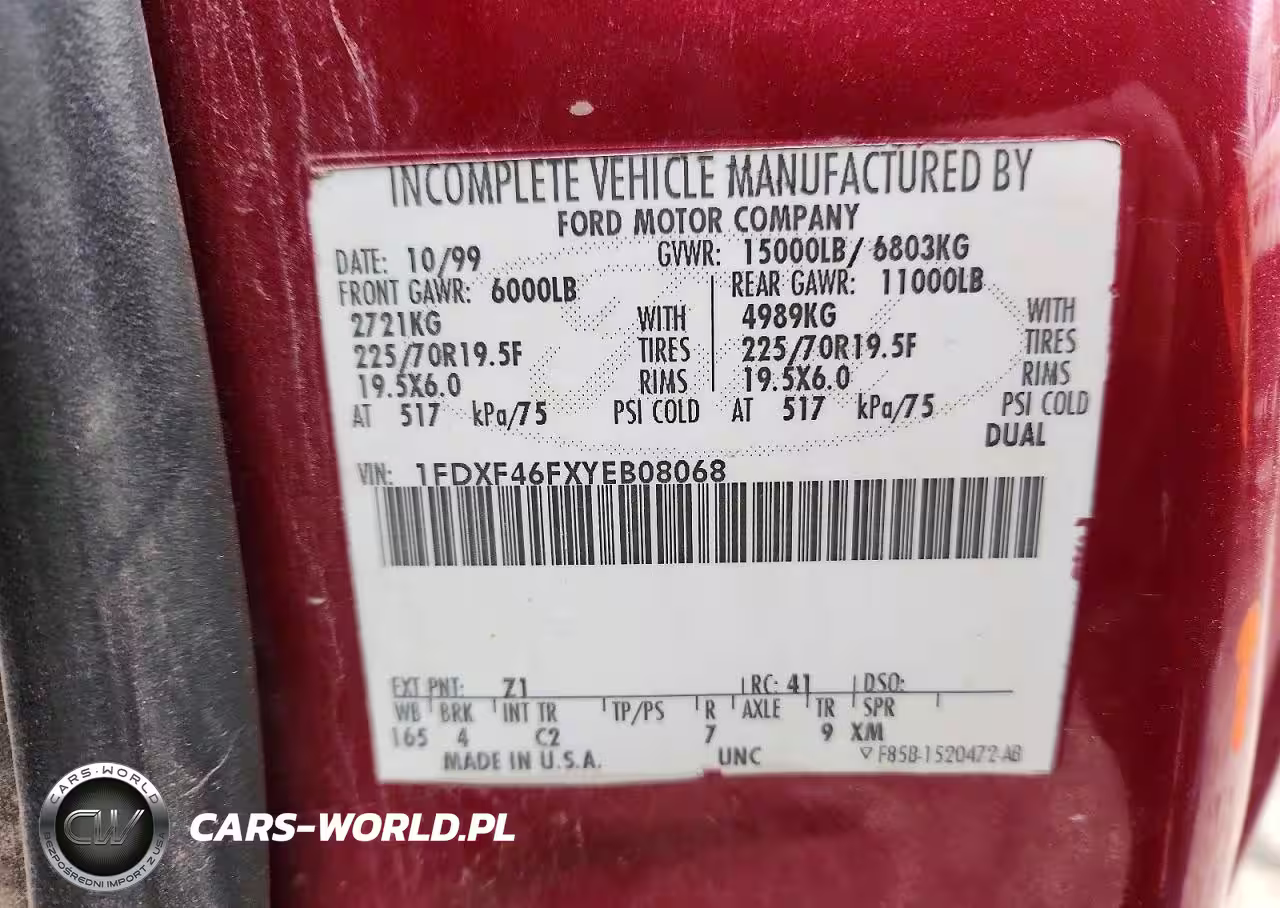 INCOMPLETE VEHICLE MANUFACTURED BY
FORD MOTOR COMPANY
DATE: 10/99 GVWR: 15000LB/ 6803KG
FRONT GAWR: 6000LB REAR GAWR: 11000LB
2721KG WITH 4989KG WITH
225/70R19.5F TIRES 225/70R19.5F TIRES
19.5X6.0 RIMS 19.5X6.0 RIMS
AT 517 kPa/75 PSI COLD AT 517 kPa/75 PSI COLD
DUAL
VIN: 1FDXF46FXYEB08068
EXT PNT: Z1 RC: 41 DSO:
WB BRK INT TR TP/PS R AXLE TR SPR
165 4 C2 7 9 XM
MADE IN U.S.A. UNC F85B-1520472-AB
CARS-WORLD
CW
BEZPOŚREDNI IMPORT Z USA
CARS-WORLD.PL